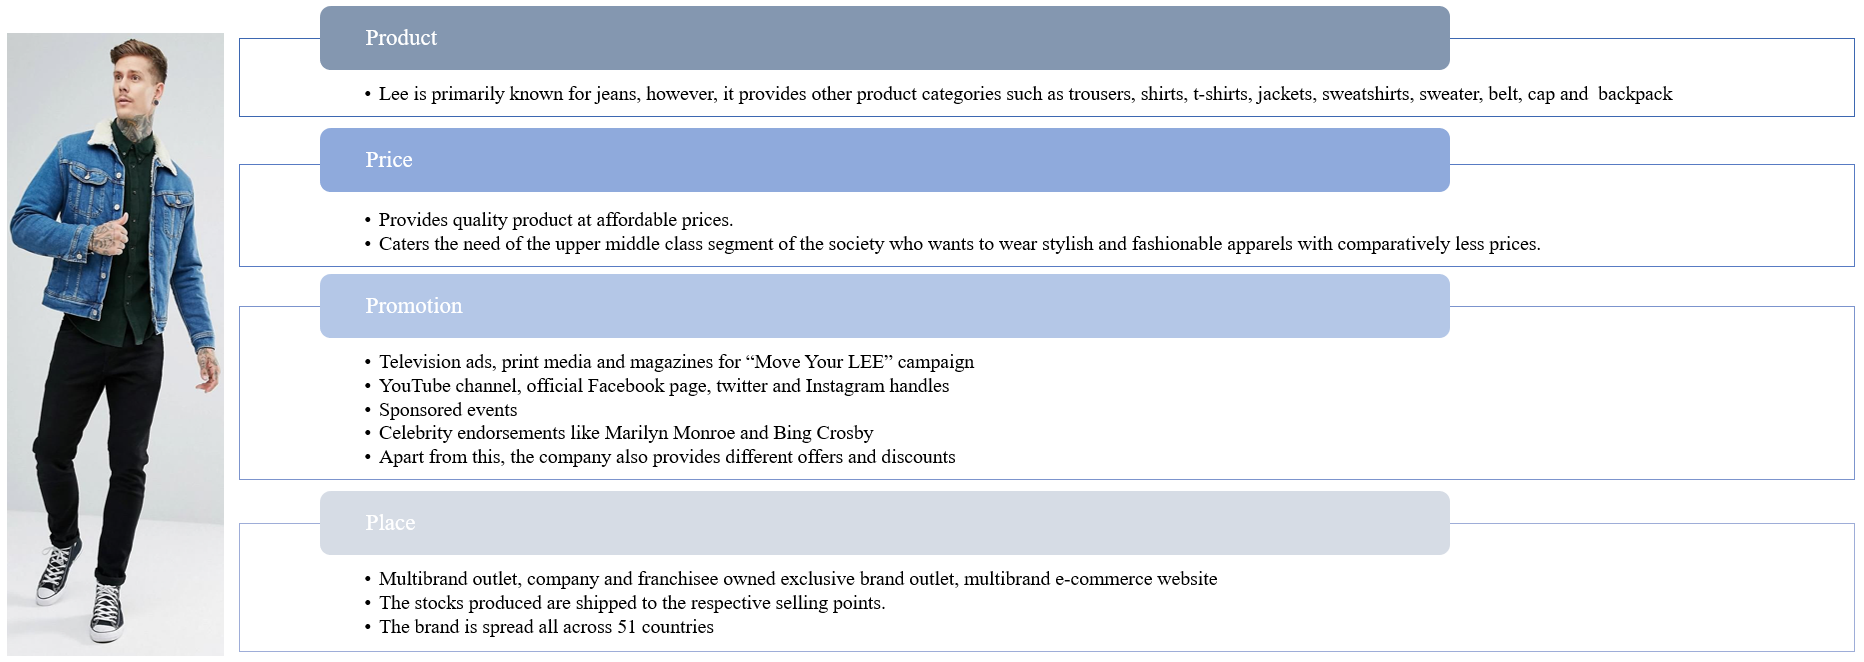 Product
• Lee is primarily known for jeans, however, it provides other product categories such as trousers, shirts, t-shirts, jackets, sweatshirts, sweater, belt, cap and  backpack
Price
• Provides quality product at affordable prices.
• Caters the need of the upper middle class segment of the society who wants to wear stylish and fashionable apparels with comparatively less prices.
Promotion
• Television ads, print media and magazines for “Move Your LEE” campaign
• YouTube channel, official Facebook page, twitter and Instagram handles
• Sponsored events
• Celebrity endorsements like Marilyn Monroe and Bing Crosby
• Apart from this, the company also provides different offers and discounts
Place
• Multibrand outlet, company and franchisee owned exclusive brand outlet, multibrand e-commerce website
• The stocks produced are shipped to the respective selling points.
• The brand is spread all across 51 countries